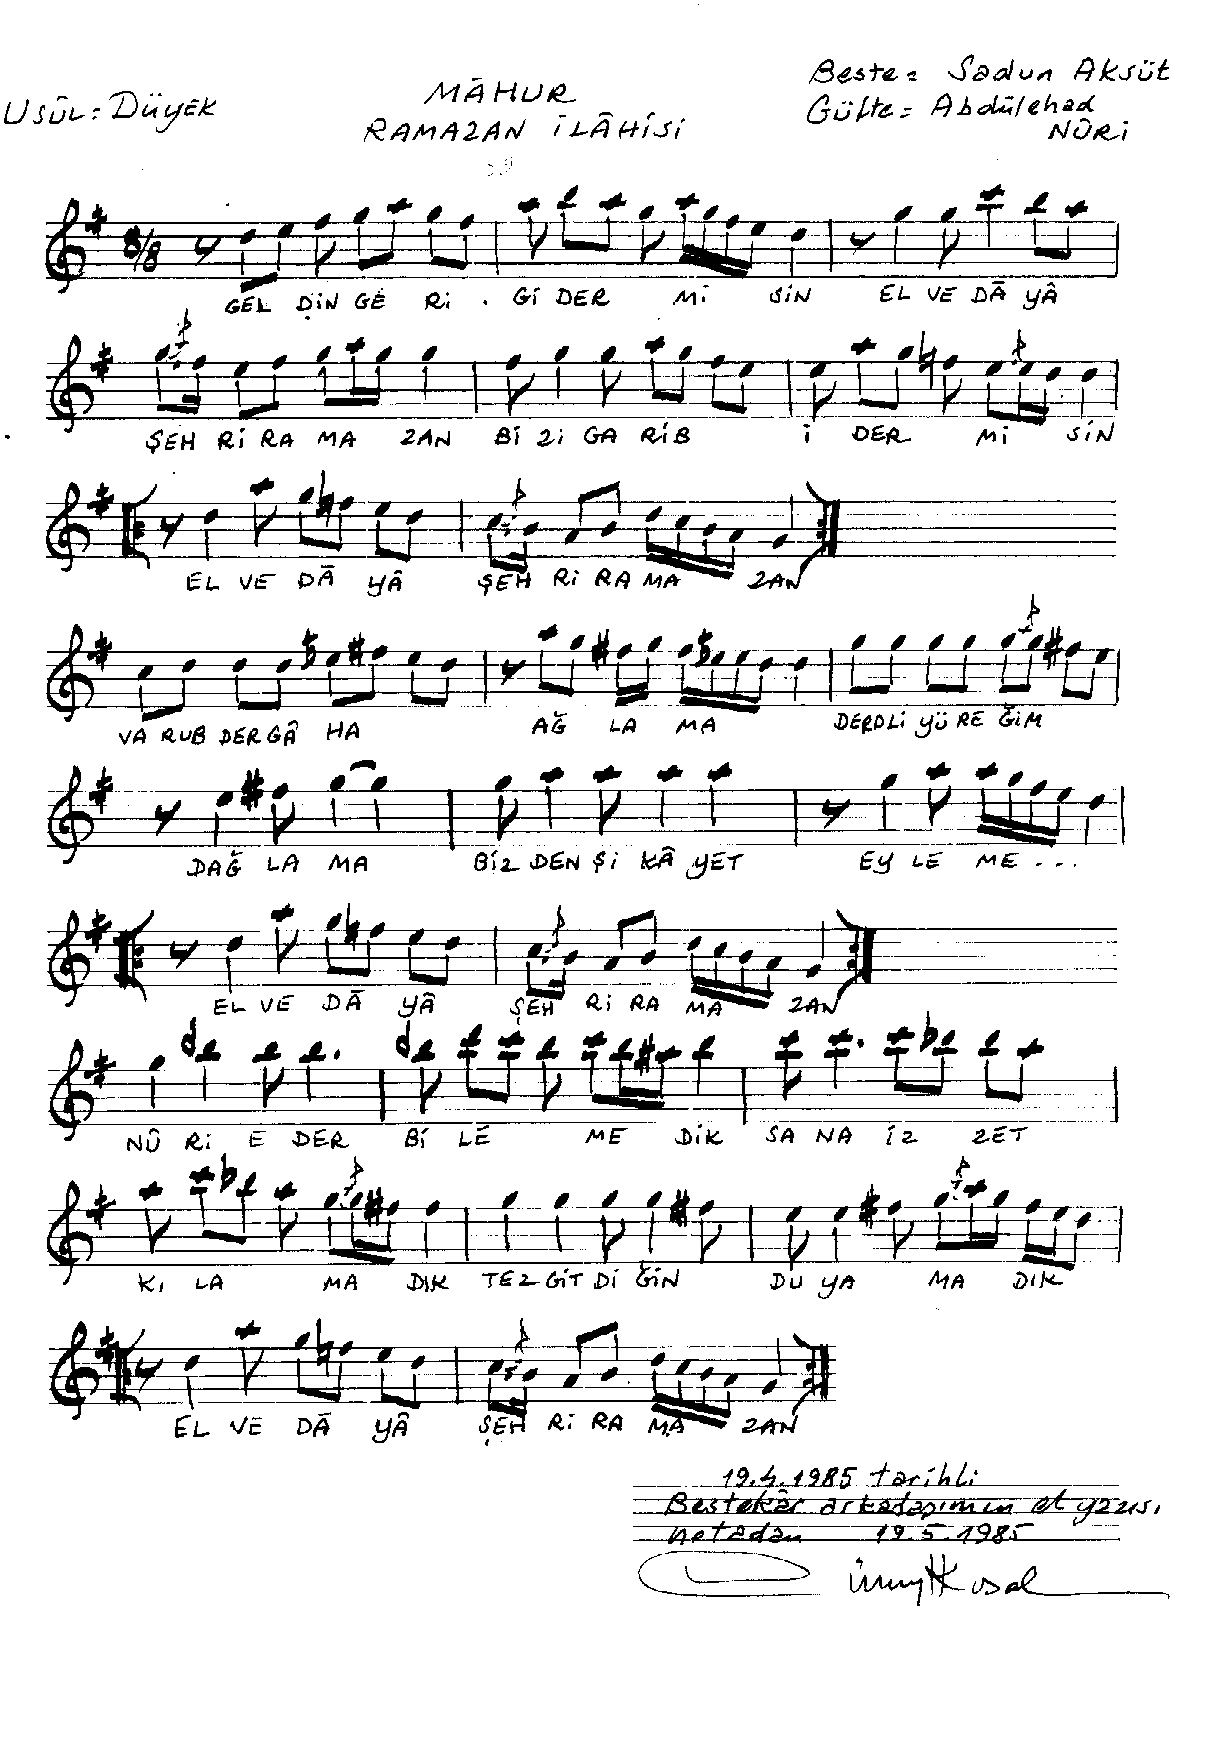 Usûl: DÜYEK
MÂHUR
RAMAZAN İLÂHİSİ
Beste = Sadun Aksüt
Güfte = Abdülehad
NÛRİ
8/8
GEL DİN GE Rİ . Gİ DER Mİ SİN EL VE DÂ YÂ
ŞEH Rİ RA MA ZAN Bİ Zİ GA RİB İ DER Mİ SİN
EL VE DÂ YÂ ŞEH Rİ RA MA ZAN
VA RUB DER GÂ HA AĞ LA MA DERDLİ YÜ RE ĞİM
DAĞ LA MA BİZ DEN Şİ KÂ YET EY LE ME . . .
EL VE DÂ YÂ ŞEH Rİ RA MA ZAN
NÛ Rİ E DER Bİ LE ME DİK SA NA İZ ZET
KI LA MA DIK TEZ GİT Dİ ĞİN DU YA MA DIK
EL VE DÂ YÂ ŞEH Rİ RA MA ZAN
19.4.1985 tarihli
Bestekâr arkadaşımın el yazısı
notadan 19.5.1985